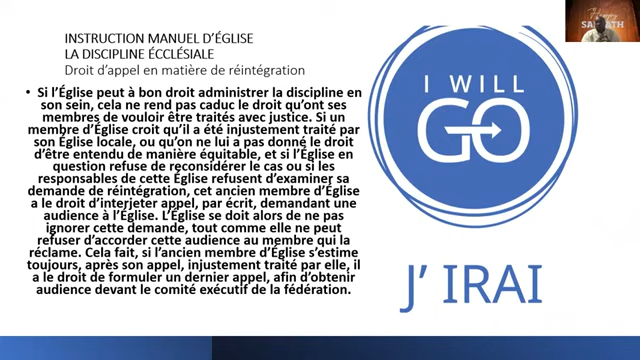 INSTRUCTION MANUEL D'ÉGLISE
LA DISCIPLINE ÉCCLÉSIALE
Droit d'appel en matière de réintégration
• Si l'Église peut à bon droit administrer la discipline en
son sein, cela ne rend pas caduc le droit qu'ont ses
membres de vouloir être traités avec justice. Si un
membre d'Église croit qu'il a été injustement traité par
son Église locale, ou qu'on ne lui a pas donné le droit
d'être entendu de manière équitable, et si l'Église en
question refuse de reconsidérer le cas ou si les
responsables de cette Église refusent d'examiner sa
demande de réintégration, cet ancien membre d'Église
a le droit d'interjeter appel, par écrit, demandant une
audience à l'Église. L'Église se doit alors de ne pas
ignorer cette demande, tout comme elle ne peut
refuser d'accorder cette audience au membre qui la
réclame. Cela fait, si l'ancien membre d'Église s'estime
toujours, après son appel, injustement traité par elle, il
a le droit de formuler un dernier appel, afin d'obtenir
audience devant le comité exécutif de la fédération.
I WILL
GO
J' IRAI
Happy